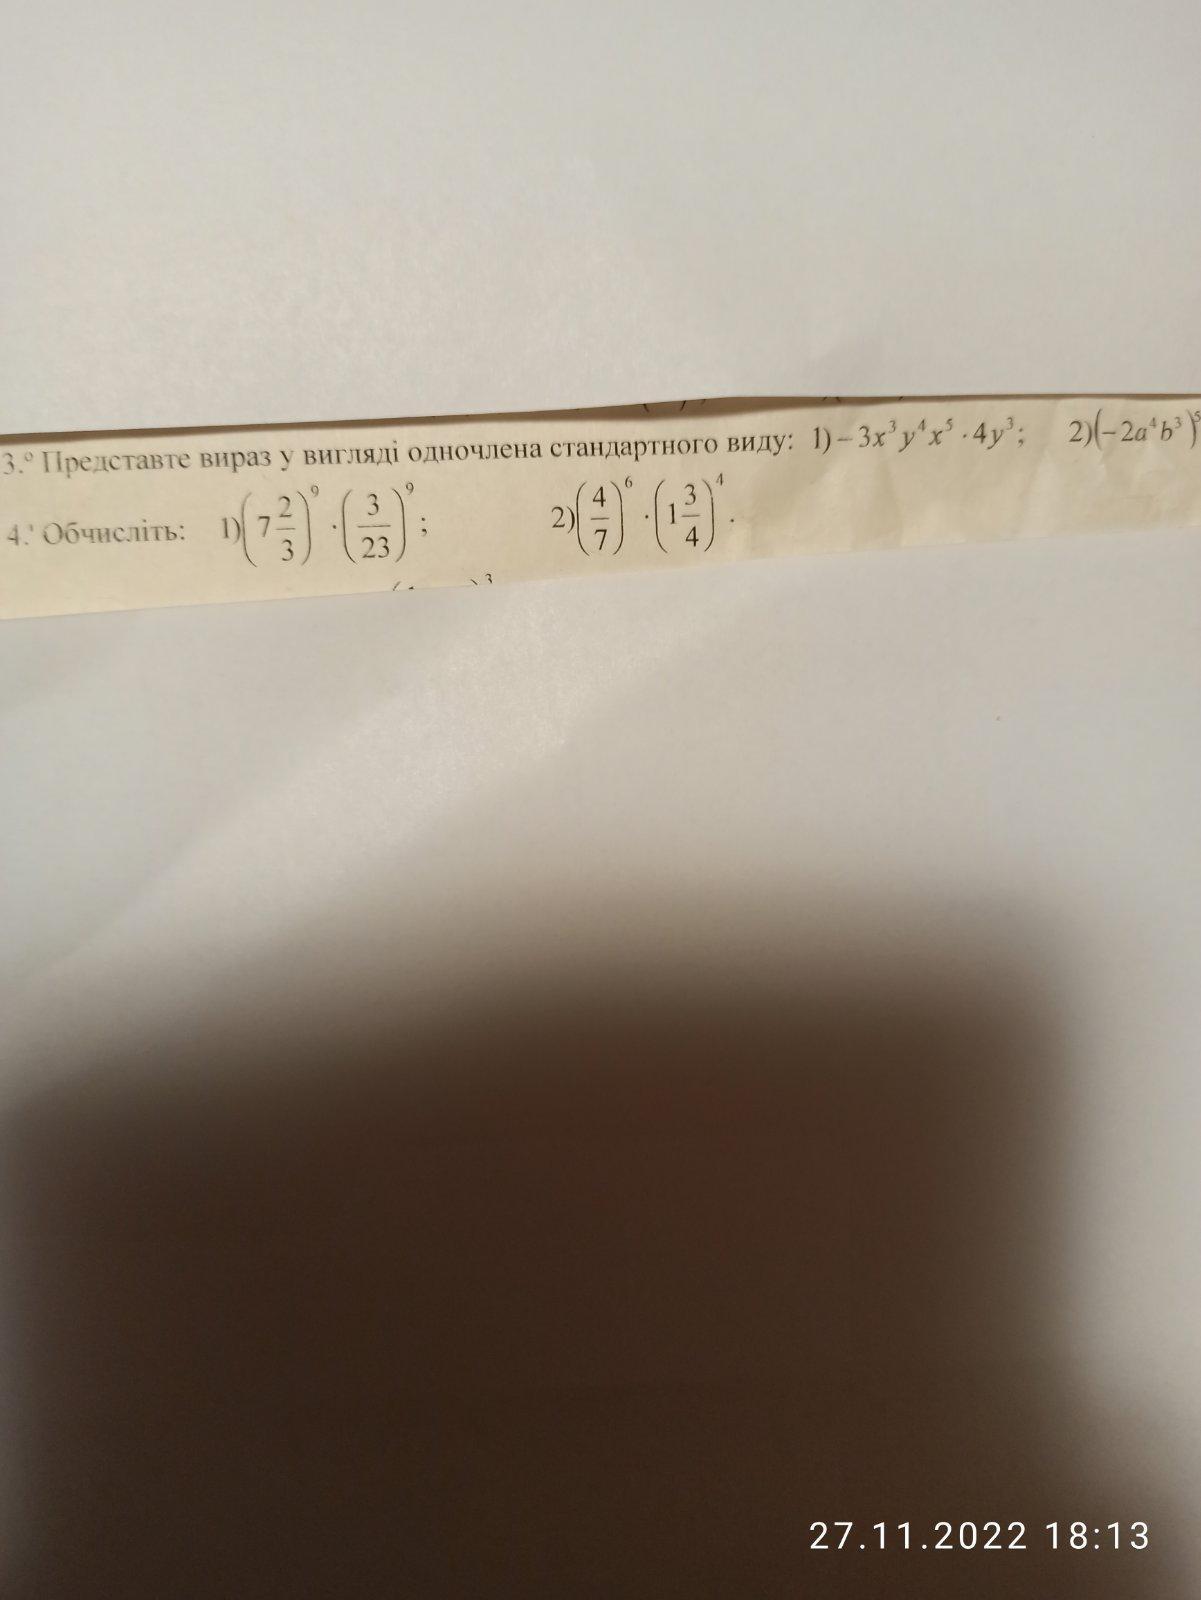 3.° Представте вираз у вигляді одночлена стандартного виду: 1) −3x³y⁴x⁵ · 4y³; 2) (−2a⁴b³)⁵
4.˙ Обчисліть: 1) (7 2/3)⁹ · (3/23)⁹; 2) (4/7)⁶ · (1 3/4)⁴.
27.11.2022 18:13